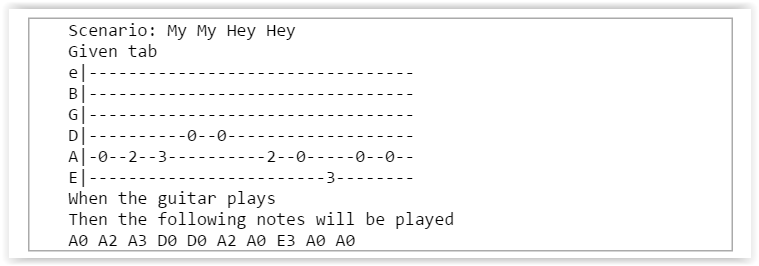 Scenario: My My Hey Hey
Given tab
e|---------------------------------
B|---------------------------------
G|---------------------------------
D|----------0--0-------------------
A|-0--2--3----------2--0-----0--0--
E|------------------------3--------
When the guitar plays
Then the following notes will be played
A0 A2 A3 D0 D0 A2 A0 E3 A0 A0